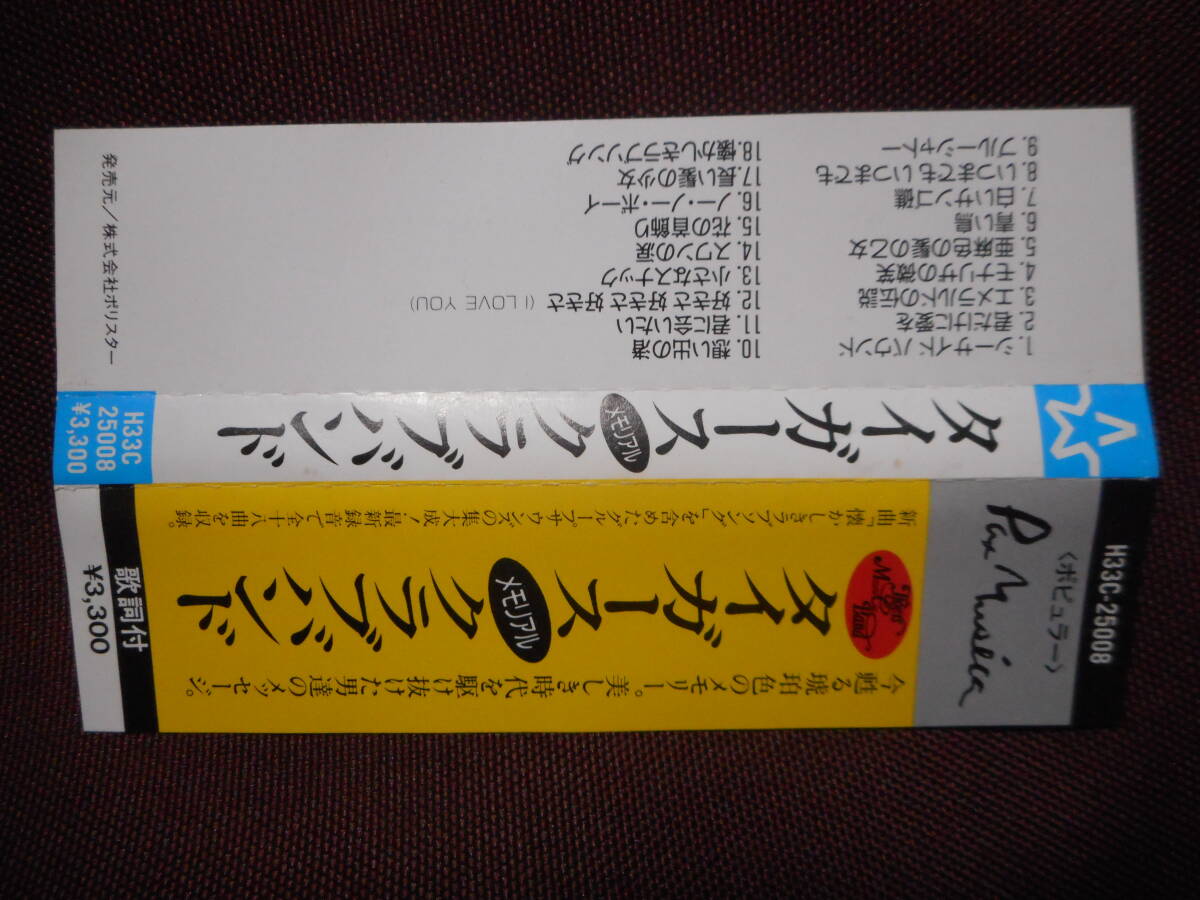 H33C-25008
〈ポピュラー〉
Pax Musica
今甦る琥珀色のメモリー。美しき時代を駆け抜けた男達のメッセージ。
タイガース メモリアル クラブバンド
新曲「懐かしきラブソング」を含めたグループサウンズの集大成!最新録音で全十八曲を収録。
歌詞付
¥3,300
タイガース メモリアル クラブバンド
H33C
25008
¥3,300
1. シーサイド バウンド
2. 君だけに愛を
3. エメラルドの伝説
4. モナリザの微笑
5. 亜麻色の髪の乙女
6. 青い鳥
7. 白いサンゴ礁
8. いつまでもいつまでも
9. ブルーシャトー
10. 想い出の渚
11. 君に会いたい
12. 好きさ 好きさ 好きさ (I LOVE YOU)
13. 小さなスナック
14. スワンの涙
15. 花の首飾り
16. ノー・ノー・ボーイ
17. 長い髪の少女
18. 懐かしきラブソング
発売元/株式会社ポリスター